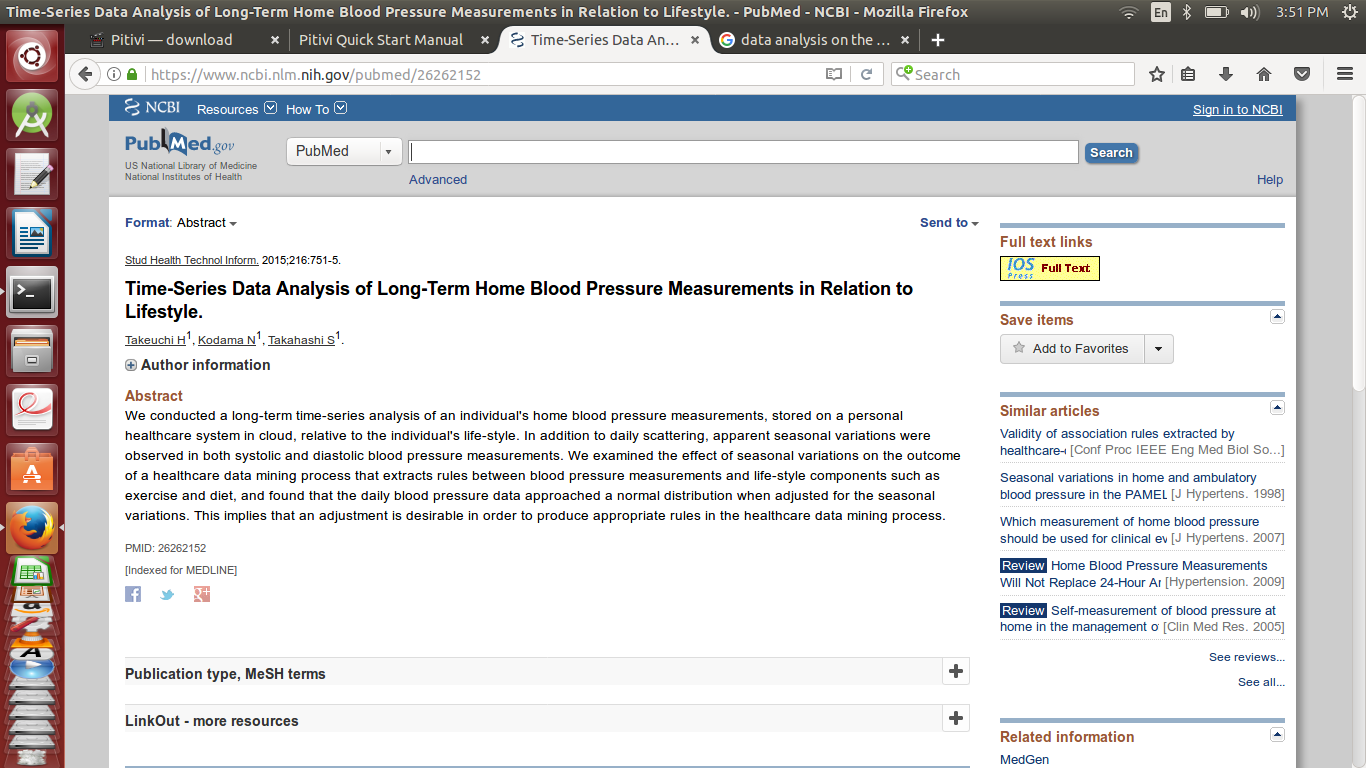 Time-Series Data Analysis of Long-Term Home Blood Pressure Measurements in Relation to Lifestyle. - PubMed - NCBI - Mozilla Firefox
En
3:51 PM
Pitivi — download
Pitivi Quick Start Manual
Time-Series Data An...
data analysis on the ...
https://www.ncbi.nlm.nih.gov/pubmed/26262152
Search
NCBI
Resources
How To
Sign in to NCBI
PubMed.gov
US National Library of Medicine
National Institutes of Health
PubMed
Search
Advanced
Help
Format: Abstract
Send to
Stud Health Technol Inform. 2015;216:751-5.
Time-Series Data Analysis of Long-Term Home Blood Pressure Measurements in Relation to
Lifestyle.
Takeuchi H1, Kodama N1, Takahashi S1.
Author information
Abstract
We conducted a long-term time-series analysis of an individual's home blood pressure measurements, stored on a personal
healthcare system in cloud, relative to the individual's life-style. In addition to daily scattering, apparent seasonal variations were
observed in both systolic and diastolic blood pressure measurements. We examined the effect of seasonal variations on the outcome
of a healthcare data mining process that extracts rules between blood pressure measurements and life-style components such as
exercise and diet, and found that the daily blood pressure data approached a normal distribution when adjusted for the seasonal
variations. This implies that an adjustment is desirable in order to produce appropriate rules in the healthcare data mining process.
PMID: 26262152
[Indexed for MEDLINE]
Publication type, MeSH terms
LinkOut - more resources
Full text links
IOS Press Full Text
Save items
Add to Favorites
Similar articles
Validity of association rules extracted by
healthcare- [Conf Proc IEEE Eng Med Biol So...]
Seasonal variations in home and ambulatory
blood pressure in the PAMEL [J Hypertens. 1998]
Which measurement of home blood pressure
should be used for clinical ev [J Hypertens. 2007]
Review Home Blood Pressure Measurements
Will Not Replace 24-Hour Ar [Hypertension. 2009]
Review Self-measurement of blood pressure at
home in the management o [Clin Med Res. 2005]
See reviews...
See all...
Related information
MedGen